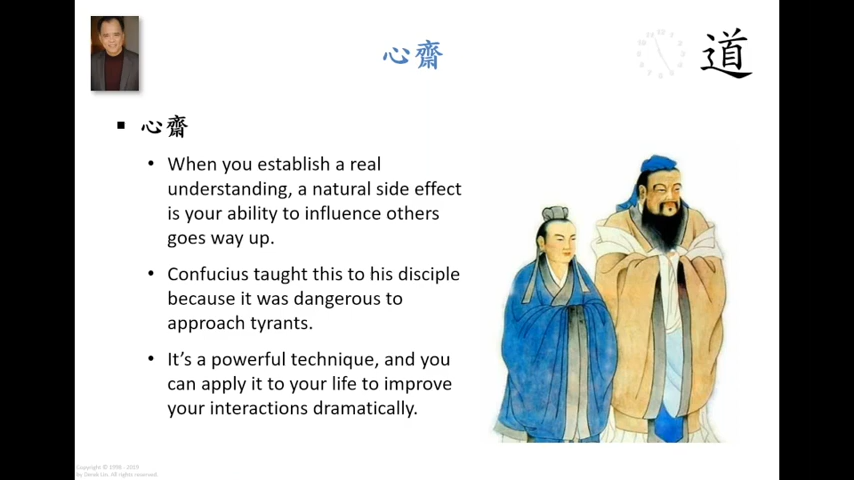 心齋
道
心齋
When you establish a real
understanding, a natural side effect
is your ability to influence others
goes way up.
Confucius taught this to his disciple
because it was dangerous to
approach tyrants.
It's a powerful technique, and you
can apply it to your life to improve
your interactions dramatically.
Copyright © 1998 - 2019
by Derek Lin. All rights reserved.